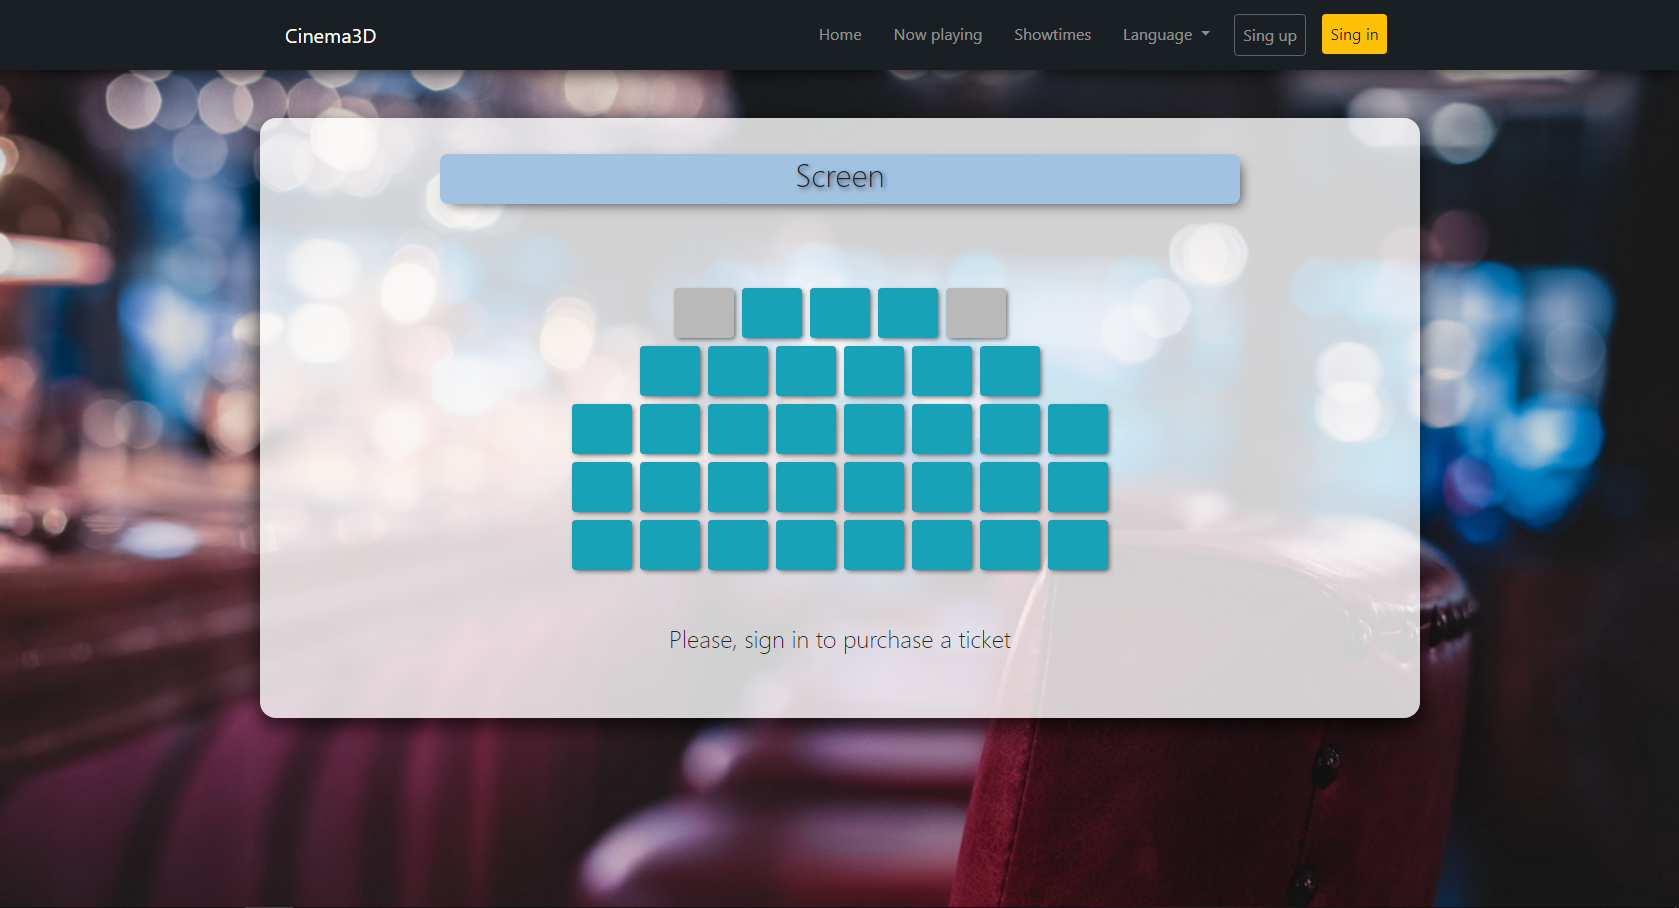 Cinema3D
Home
Now playing
Showtimes
Language
Sing up
Sing in
Screen
Please, sign in to purchase a ticket